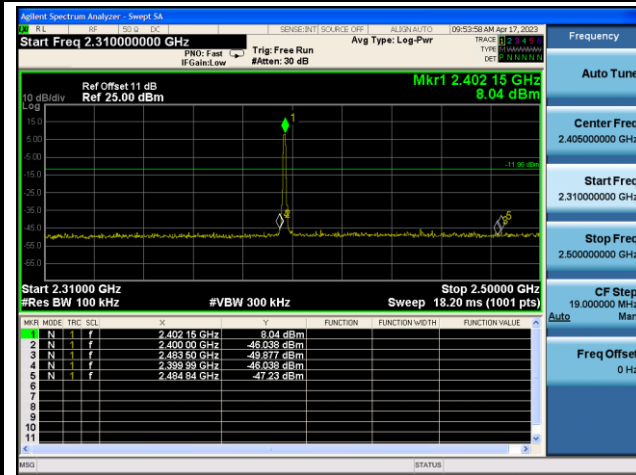 Agilent Spectrum Analyzer - Swept SA
RL RF 50 Ω DC SENSE:INT SOURCE OFF ALIGN AUTO 09:53:58 AM Apr 17, 2023
Start Freq 2.310000000 GHz
PNO: Fast
IFGain:Low
Trig: Free Run
#Atten: 30 dB
Avg Type: Log-Pwr
TRACE 1 2 3 4 5 6
TYPE M
DET P N N N N N
Frequency
Auto Tune
Center Freq
2.405000000 GHz
Start Freq
2.310000000 GHz
Stop Freq
2.500000000 GHz
CF Step
19.000000 MHz
Auto Man
Freq Offset
0 Hz
Mkr1 2.402 15 GHz
8.04 dBm
Ref Offset 11 dB
10 dB/div Ref 25.00 dBm
Log
15.0
5.00
-5.00
-15.0
-25.0
-35.0
-45.0
-55.0
-65.0
1
-11.96 dBm
5
Start 2.31000 GHz Stop 2.50000 GHz
#Res BW 100 kHz #VBW 300 kHz Sweep 18.20 ms (1001 pts)
MKR MODE TRC SCL X Y FUNCTION FUNCTION WIDTH FUNCTION VALUE
1 N 1 f 2.402 15 GHz 8.04 dBm
2 N 1 f 2.400 00 GHz -46.038 dBm
3 N 1 f 2.483 50 GHz -49.877 dBm
4 N 1 f 2.399 99 GHz -46.038 dBm
5 N 1 f 2.484 84 GHz -47.23 dBm
6
7
8
9
10
11
MSG STATUS